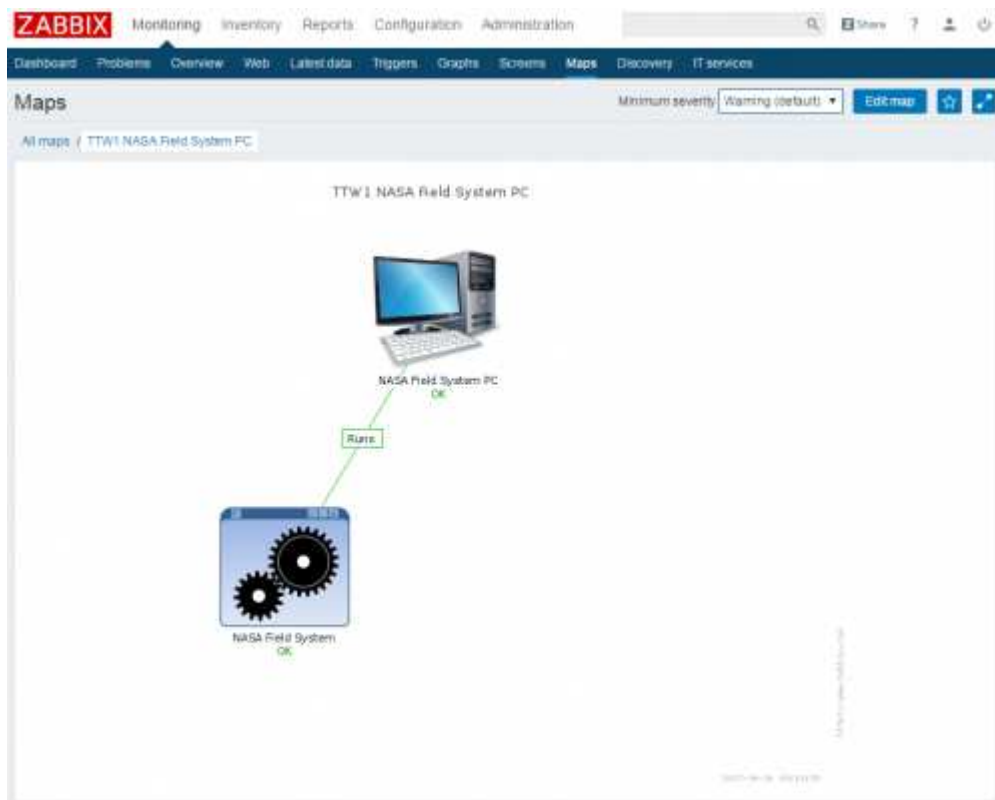 ZABBIX Monitoring Inventory Reports Configuration Administration Share ?
Dashboard Problems Overview Web Latest data Triggers Graphs Screens Maps Discovery IT services
Maps Minimum severity Warning (default) Edit map
All maps / TTW1 NASA Field System PC
TTW1 NASA Field System PC
NASA Field System PC
OK
Runs
NASA Field System
OK